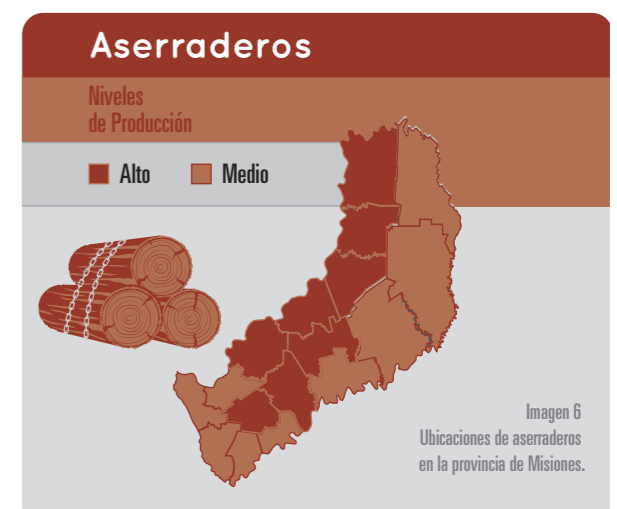 Aserraderos
Niveles
de Producción
Alto
Medio
Imagen 6
Ubicaciones de aserraderos
en la provincia de Misiones.